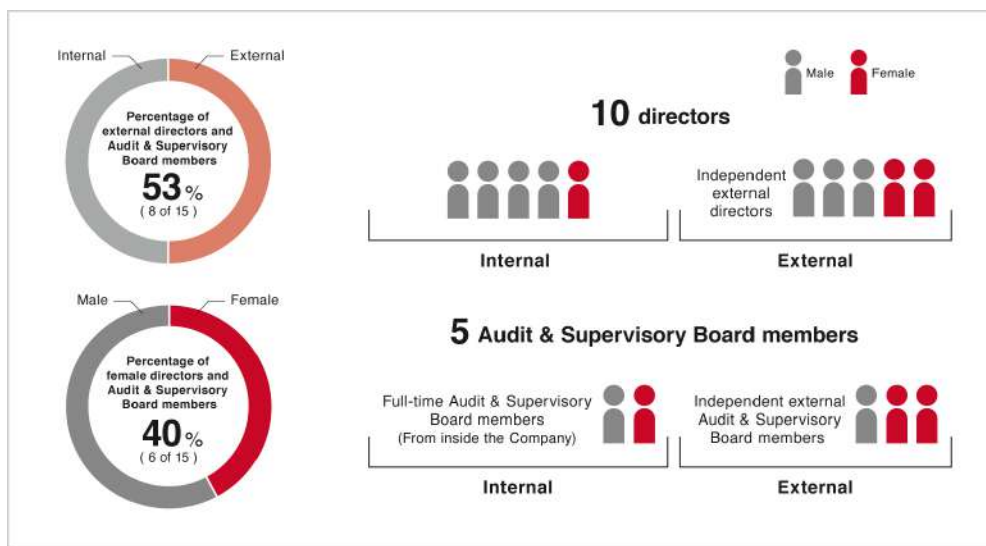 Internal
External
Percentage of
external directors and
Audit & Supervisory
Board members
53 %
( 8 of 15 )
Male
Female
Percentage of
female directors and
Audit & Supervisory
Board members
40 %
( 6 of 15 )
Male
Female
10 directors
Independent
external
directors
Internal
External
5 Audit & Supervisory Board members
Full-time Audit & Supervisory
Board members
(From inside the Company)
Independent external
Audit & Supervisory
Board members
Internal
External